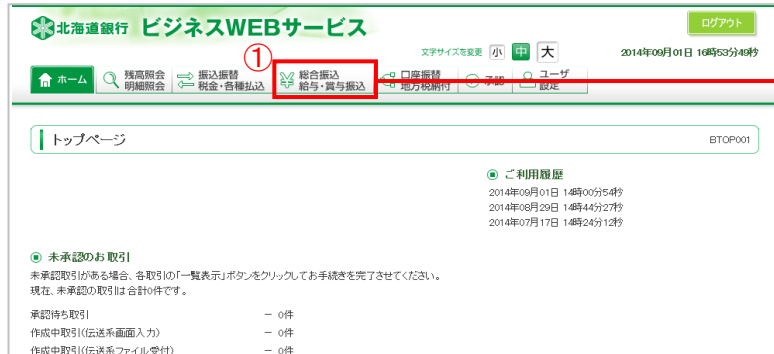 北海道銀行 ビジネスWEBサービス
ログアウト
文字サイズを変更 小 中 大
2014年09月01日 16時53分49秒
①
ホーム
残高照会
明細照会
振込振替
税金・各種払込
総合振込
給与・賞与振込
口座振替
地方税納付
承認
ユーザ
設定
トップページ
BTOP001
ご利用履歴
2014年09月01日 14時00分54秒
2014年08月29日 14時44分27秒
2014年07月17日 14時24分12秒
未承認のお取引
未承認取引がある場合、各取引の「一覧表示」ボタンをクリックしてお手続きを完了させてください。
現在、未承認の取引は合計0件です。
承認待ち取引 － 0件
作成中取引(伝送系画面入力) － 0件
作成中取引(伝送系ファイル受付) － 0件